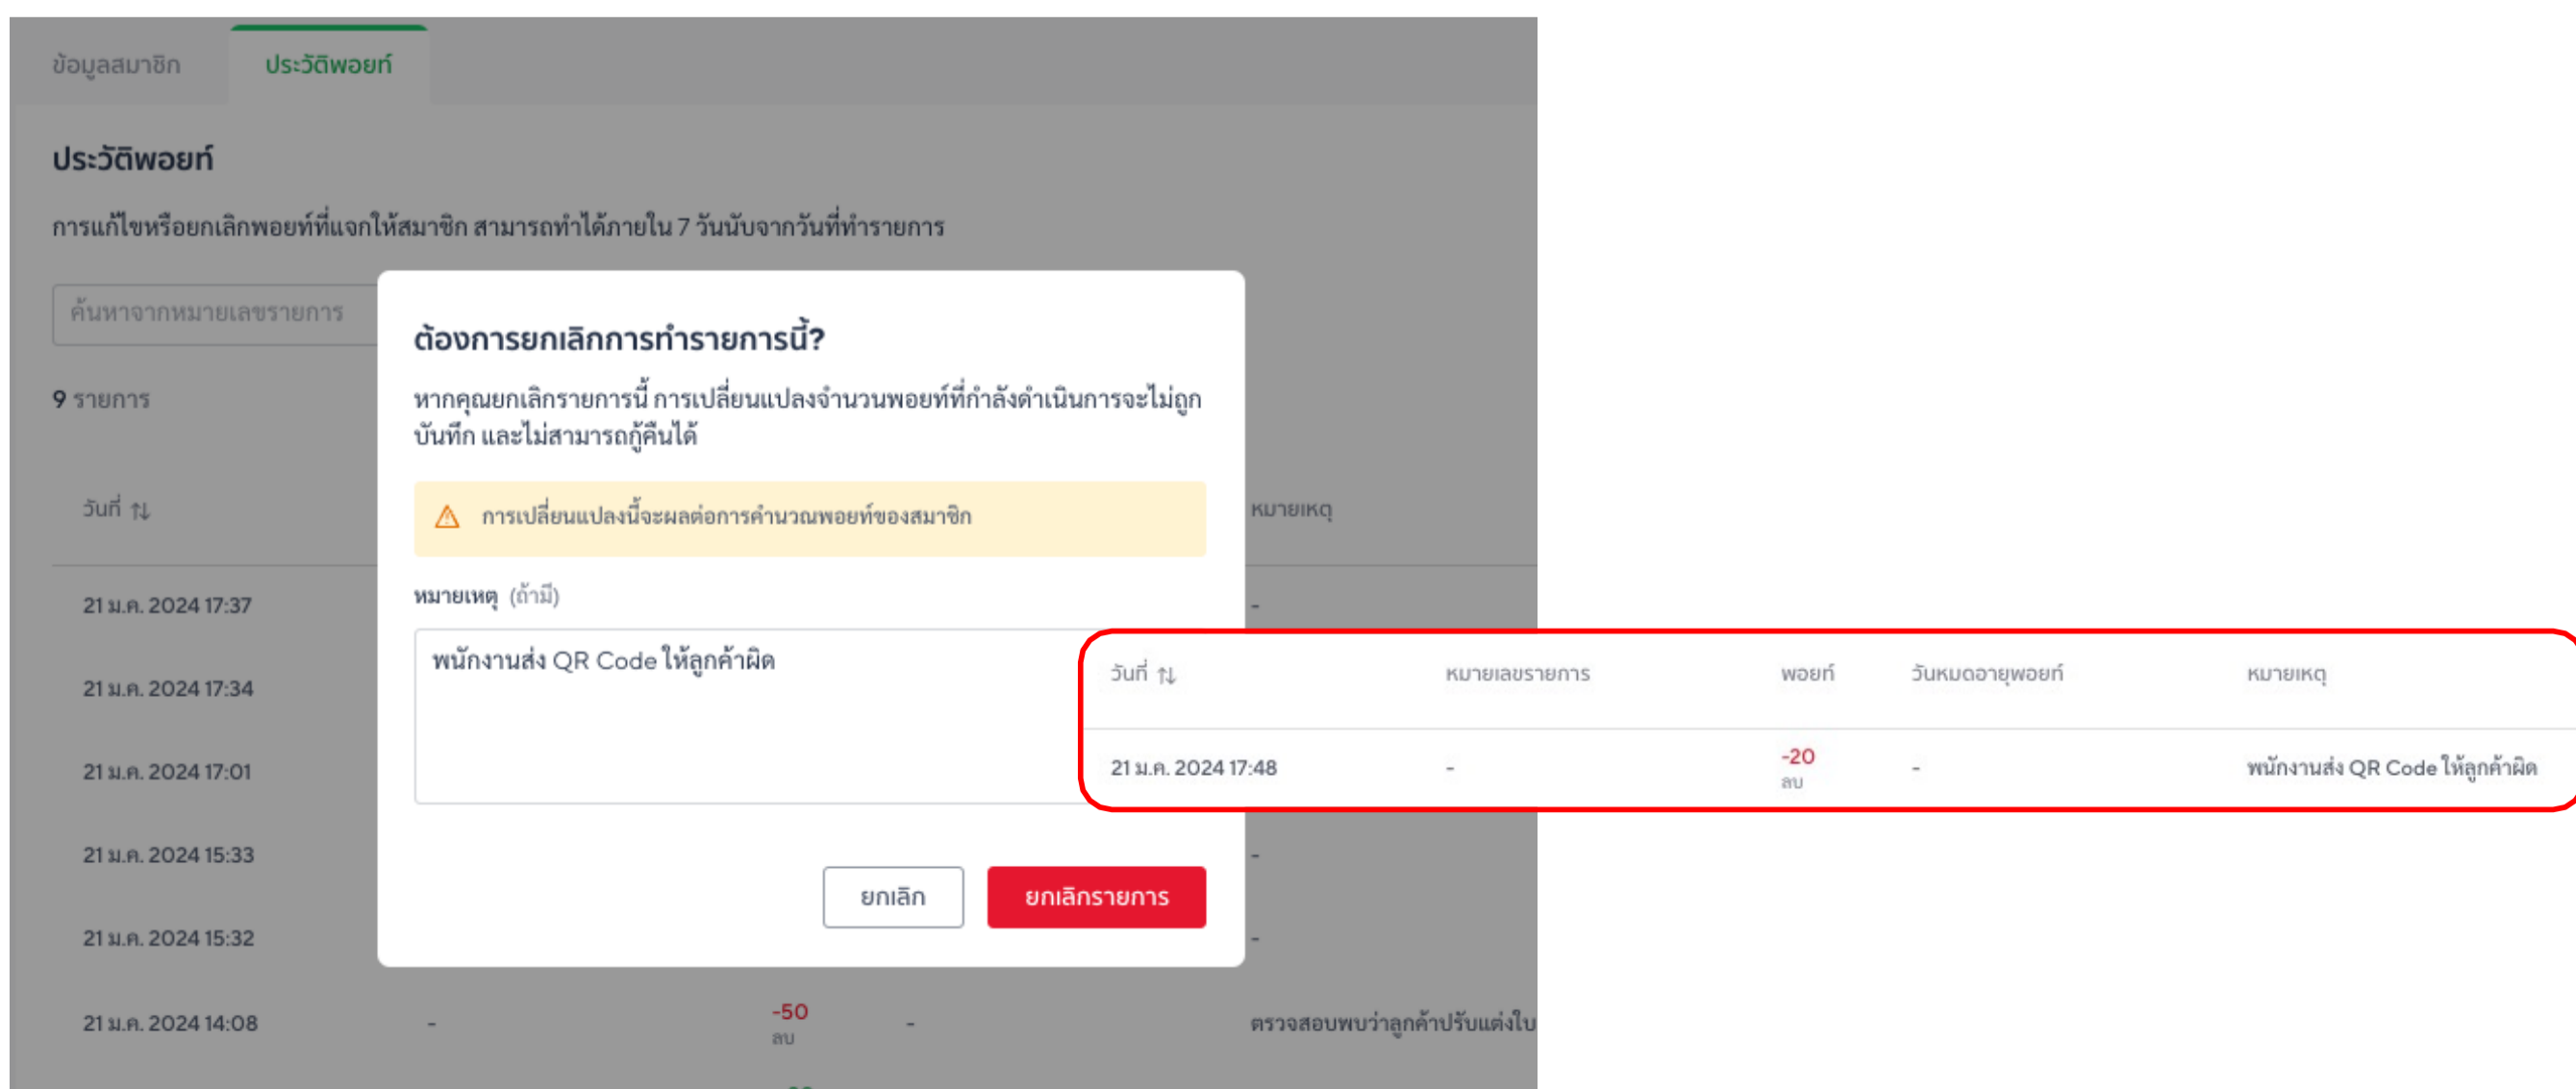 ข้อมูลสมาชิก
ประวัติพอยท์
ประวัติพอยท์
การแก้ไขหรือยกเลิกพอยท์ที่แจกให้สมาชิก สามารถทำได้ภายใน 7 วันนับจากวันที่ทำรายการ
ค้นหาจากหมายเลขรายการ
9 รายการ
วันที่
หมายเหตุ
21 ม.ค. 2024 17:37
-
21 ม.ค. 2024 17:34
21 ม.ค. 2024 17:01
21 ม.ค. 2024 15:33
-
21 ม.ค. 2024 15:32
-
21 ม.ค. 2024 14:08 - -50 - ตรวจสอบพบว่าลูกค้าปรับแต่งใบ
ลบ
ต้องการยกเลิกการทำรายการนี้?
หากคุณยกเลิกรายการนี้ การเปลี่ยนแปลงจำนวนพอยท์ที่กำลังดำเนินการจะไม่ถูก
บันทึก และไม่สามารถกู้คืนได้
การเปลี่ยนแปลงนี้จะผลต่อการคำนวณพอยท์ของสมาชิก
หมายเหตุ (ถ้ามี)
พนักงานส่ง QR Code ให้ลูกค้าผิด
ยกเลิก
ยกเลิกรายการ
วันที่ หมายเลขรายการ พอยท์ วันหมดอายุพอยท์ หมายเหตุ
21 ม.ค. 2024 17:48 - -20 - พนักงานส่ง QR Code ให้ลูกค้าผิด
ลบ